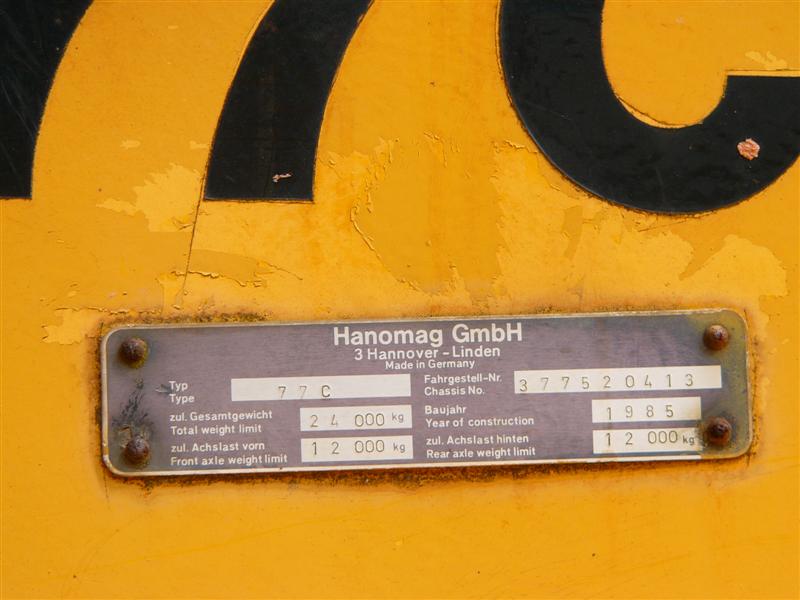 77C
Hanomag GmbH
3 Hannover-Linden
Made in Germany
Typ
Type
77C
Fahrgestell-Nr.
Chassis No.
377520413
zul. Gesamtgewicht
Total weight limit
24 000 kg
Baujahr
Year of construction
1985
zul. Achslast vorn
Front axle weight limit
12 000 kg
zul. Achslast hinten
Rear axle weight limit
12 000 kg